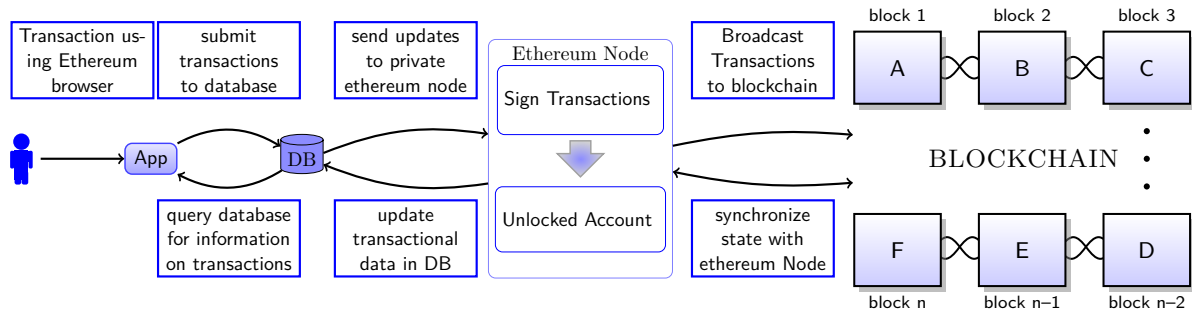 block 1
block 2
block 3
Transaction us-
ing Ethereum
browser
submit
transactions
to database
send updates
to private
ethereum node
Ethereum Node
Sign Transactions
Broadcast
Transactions
to blockchain
A
B
C
App
DB
BLOCKCHAIN
query database
for information
on transactions
update
transactional
data in DB
Unlocked Account
synchronize
state with
ethereum Node
F
E
D
block n
block n–1
block n–2